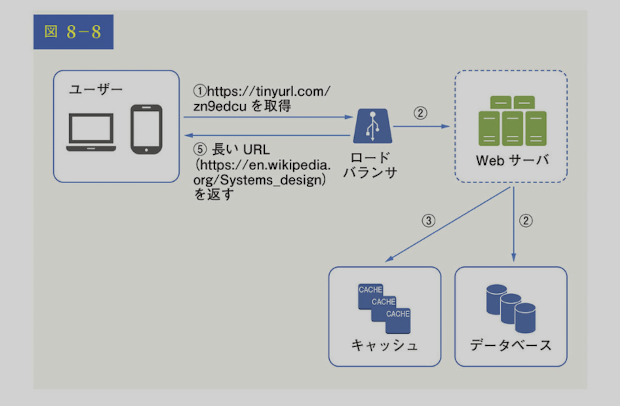 図 8-8
ユーザー
①https://tinyurl.com/
zn9edcu を取得
②
⑤ 長い URL
（https://en.wikipedia.
org/Systems_design）
を返す
ロード
バランサ
Web サーバ
③
②
CACHE
CACHE
CACHE
キャッシュ
データベース